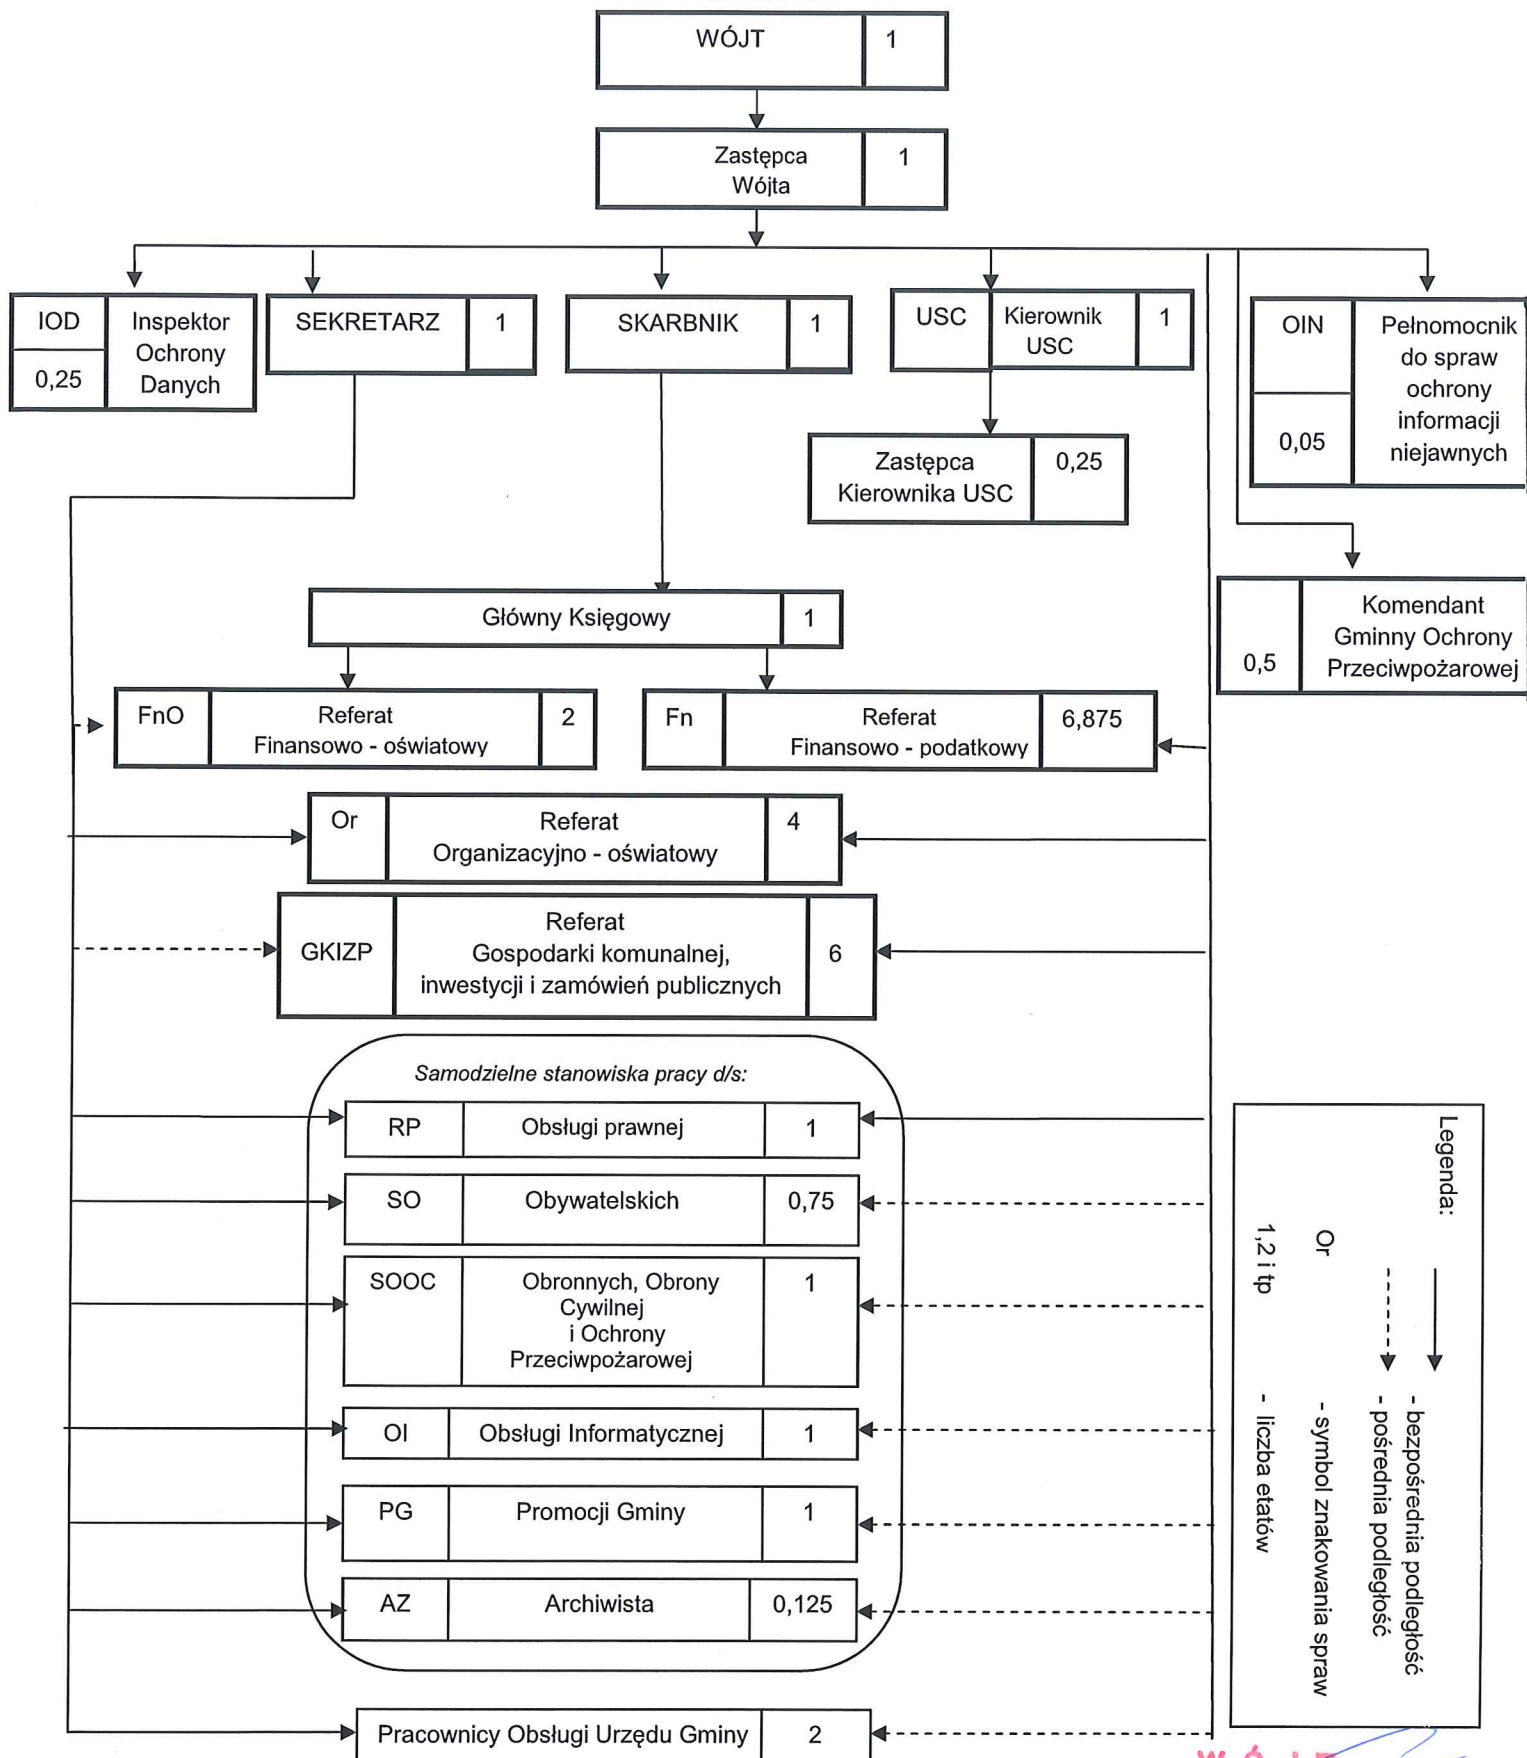 WÓJT 1
Zastępca 1
Wójta
IOD Inspektor
Ochrony
0,25 Danych
SEKRETARZ 1
SKARBNIK 1
USC Kierownik 1
USC
OIN Pełnomocnik
do spraw
ochrony
0,05 informacji
niejawnych
Zastępca 0,25
Kierownika USC
Komendant
Gminny Ochrony
0,5 Przeciwpożarowej
Główny Księgowy 1
FnO Referat 2
Finansowo - oświatowy
Fn Referat 6,875
Finansowo - podatkowy
Or Referat 4
Organizacyjno - oświatowy
Referat
GKIZP Gospodarki komunalnej, 6
inwestycji i zamówień publicznych
Samodzielne stanowiska pracy d/s:
RP Obsługi prawnej 1
SO Obywatelskich 0,75
SOOC Obronnych, Obrony 1
Cywilnej
i Ochrony
Przeciwpożarowej
OI Obsługi Informatycznej 1
PG Promocji Gminy 1
AZ Archiwista 0,125
Pracownicy Obsługi Urzędu Gminy 2
Legenda:
- bezpośrednia podległość
- pośrednia podległość
Or - symbol znakowania spraw
1,2 i tp - liczba etatów
WÓJT